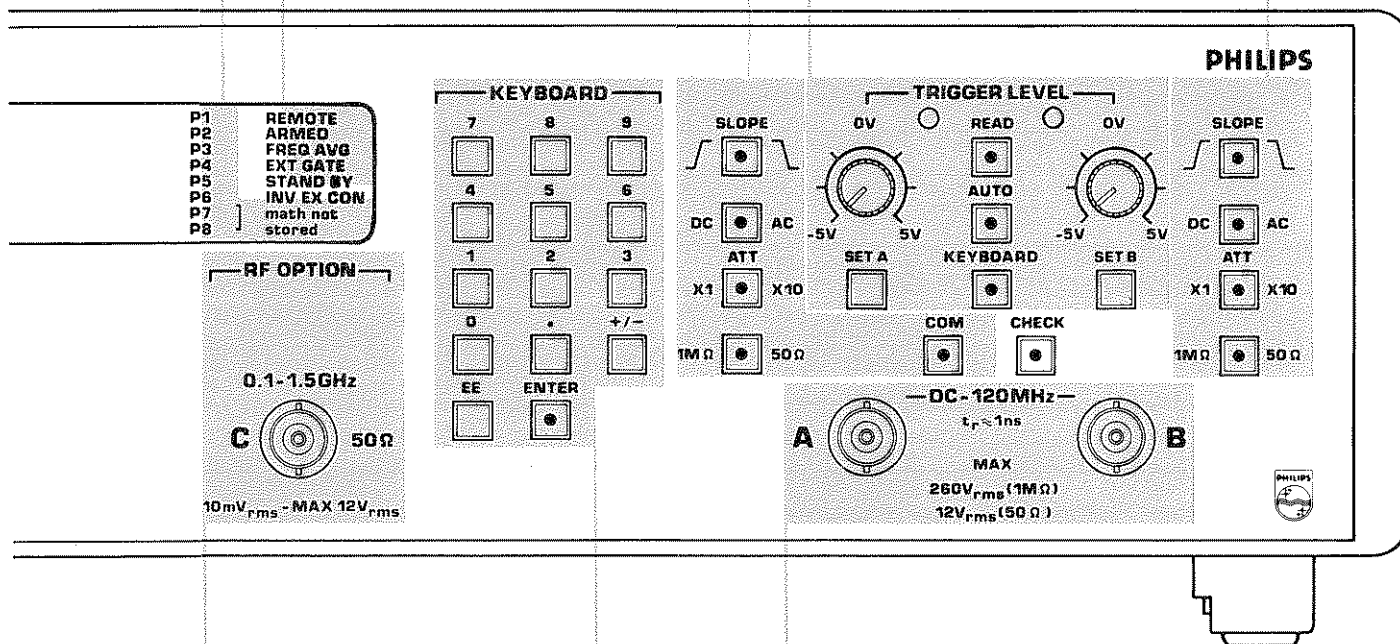 PHILIPS
P1 REMOTE
P2 ARMED
P3 FREQ AVG
P4 EXT GATE
P5 STAND BY
P6 INV EX CON
P7 math not
P8 stored
RF OPTION
0.1-1.5GHz
C 50Ω
10mVrms - MAX 12Vrms
KEYBOARD
7 8 9
4 5 6
1 2 3
0 . +/-
EE ENTER
SLOPE
DC AC
ATT
X1 X10
1MΩ 50Ω
TRIGGER LEVEL
0V READ 0V
AUTO
-5V 5V -5V 5V
SET A KEYBOARD SET B
COM CHECK
SLOPE
DC AC
ATT
X1 X10
1MΩ 50Ω
DC-120MHz
A tr≈1ns B
MAX
260Vrms(1MΩ)
12Vrms(50Ω)
PHILIPS